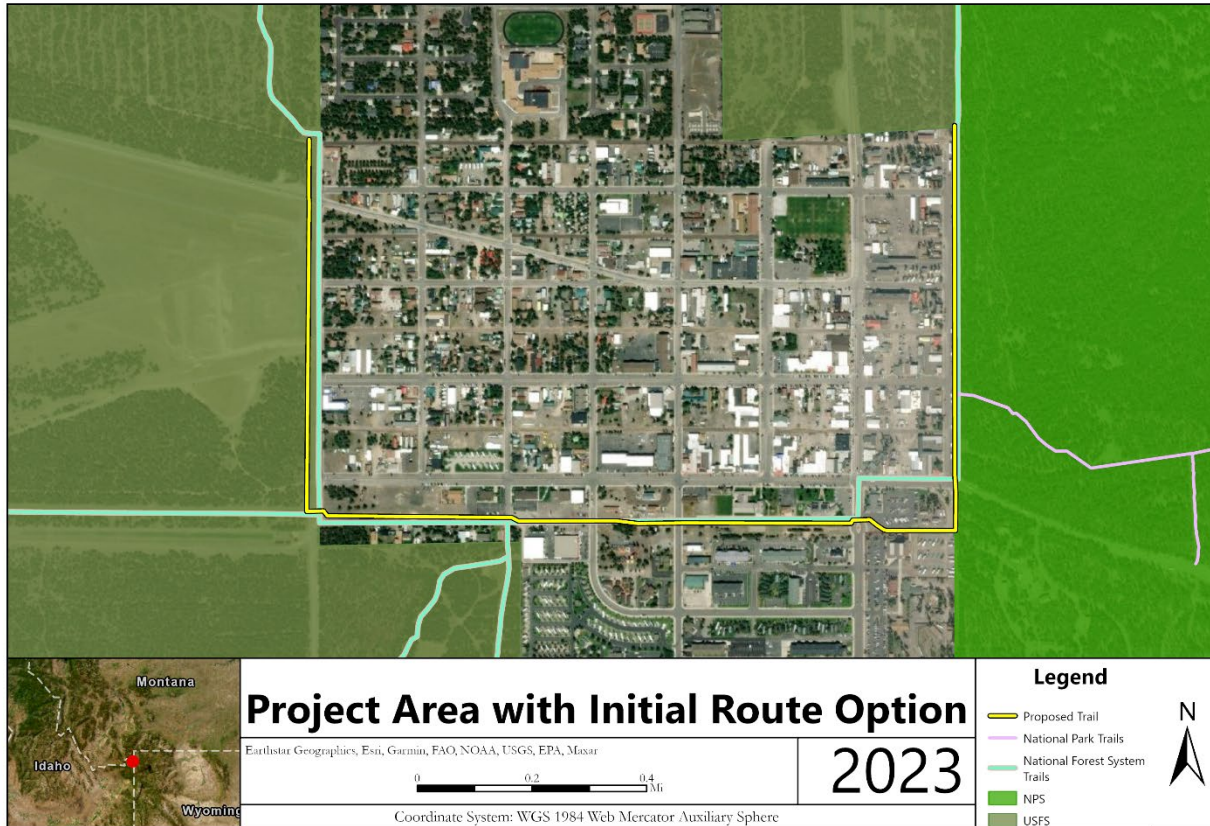 Montana
Idaho
Wyoming
Project Area with Initial Route Option
Earthstar Geographics, Esri, Garmin, FAO, NOAA, USGS, EPA, Maxar
0 0.2 0.4
Mi
Coordinate System: WGS 1984 Web Mercator Auxiliary Sphere
2023
Legend
Proposed Trail
National Park Trails
National Forest System
Trails
NPS
USFS
N